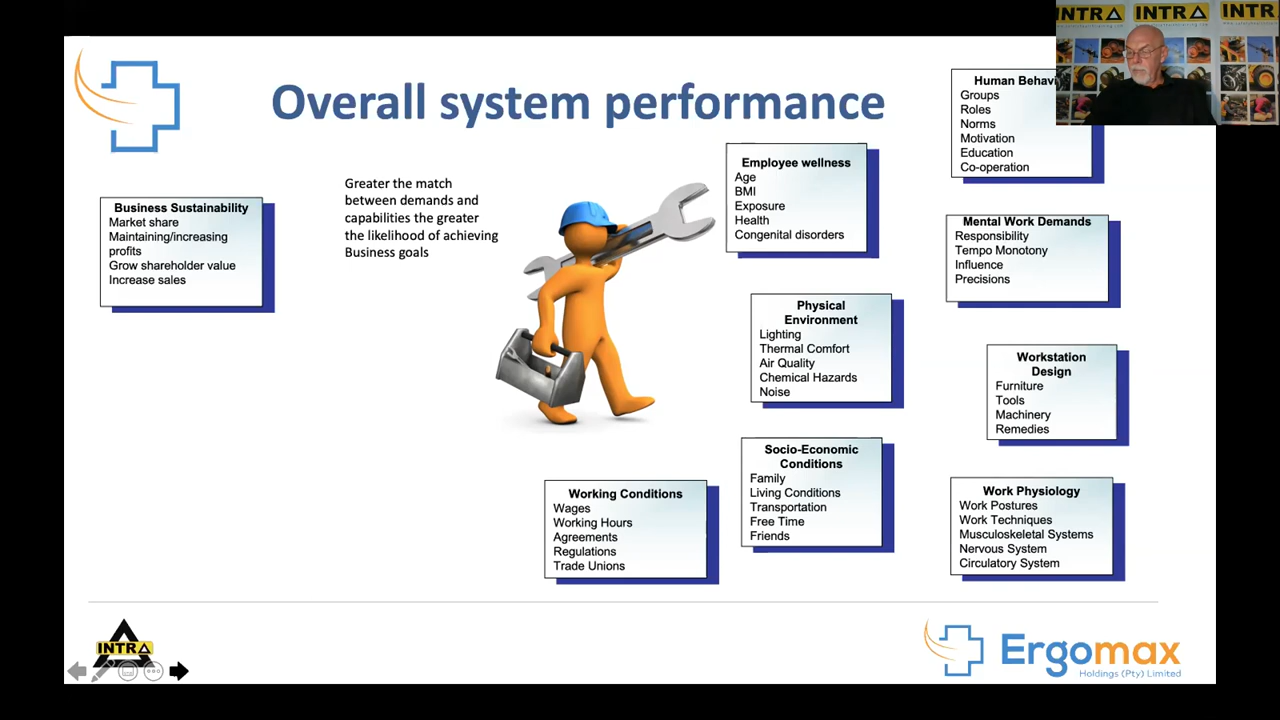 INTRA
INTRA
INTRA
Overall system performance
Business Sustainability
Market share
Maintaining/increasing
profits
Grow shareholder value
Increase sales
Greater the match
between demands and
capabilities the greater
the likelihood of achieving
Business goals
Employee wellness
Age
BMI
Exposure
Health
Congenital disorders
Human Behavi
Groups
Roles
Norms
Motivation
Education
Co-operation
Mental Work Demands
Responsibility
Tempo Monotony
Influence
Precisions
Physical
Environment
Lighting
Thermal Comfort
Air Quality
Chemical Hazards
Noise
Workstation
Design
Furniture
Tools
Machinery
Remedies
Socio-Economic
Conditions
Family
Living Conditions
Transportation
Free Time
Friends
Working Conditions
Wages
Working Hours
Agreements
Regulations
Trade Unions
Work Physiology
Work Postures
Work Techniques
Musculoskeletal Systems
Nervous System
Circulatory System
INTRA
Ergomax
Holdings (Pty) Limited